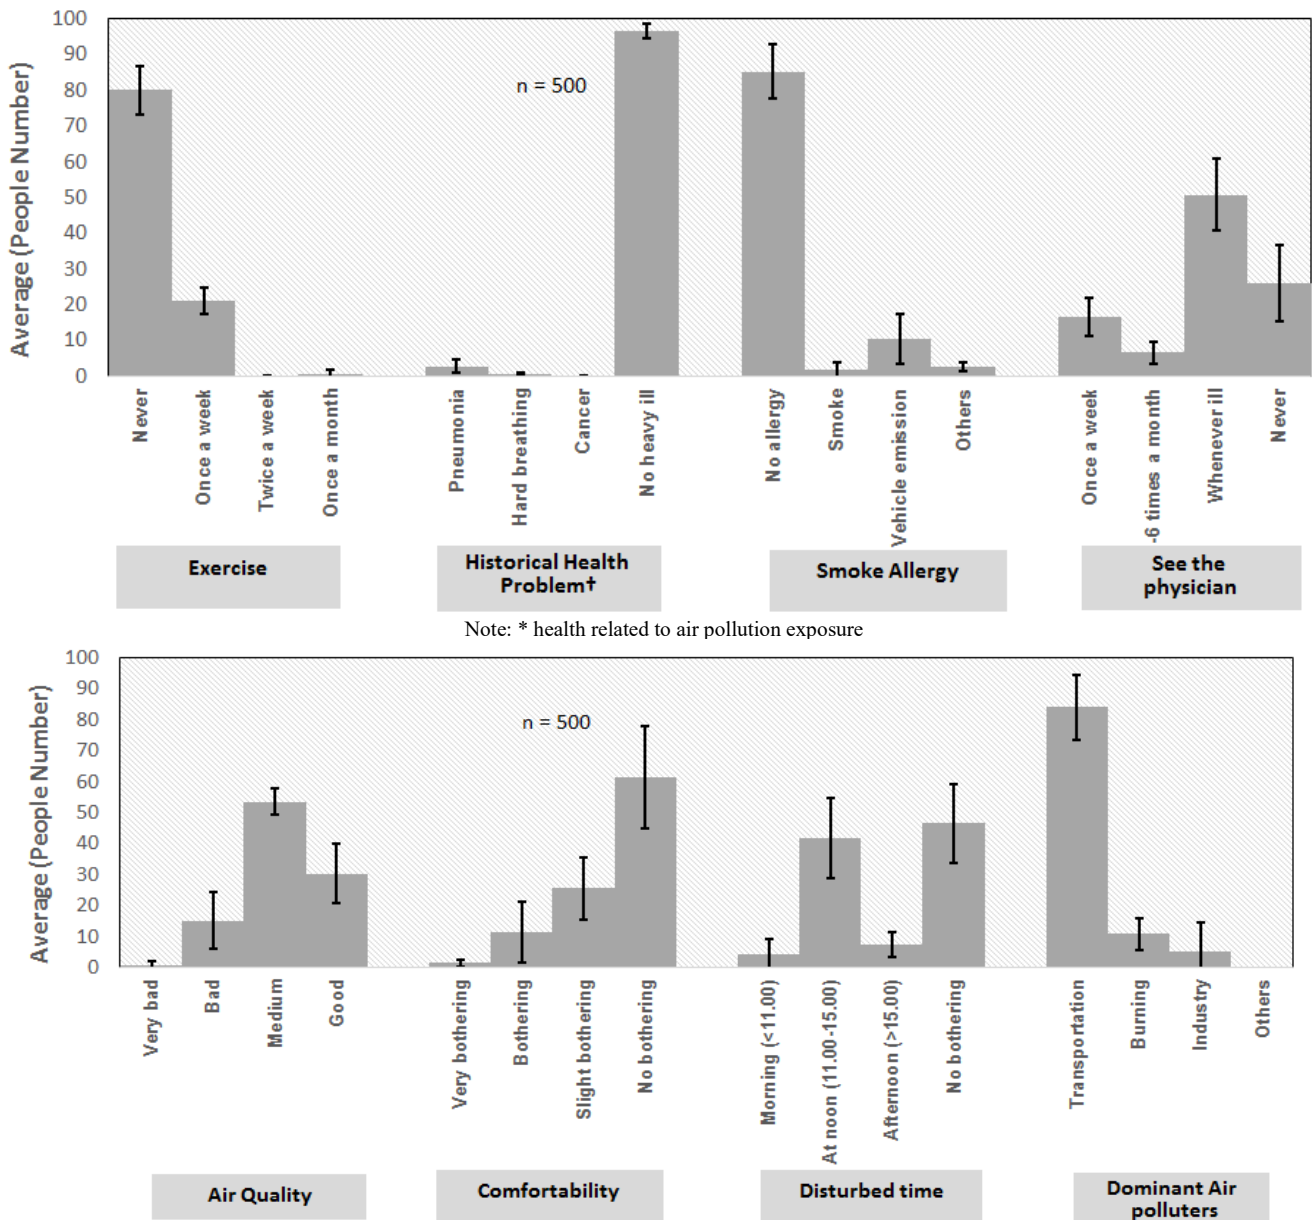 100
90
80
70
60
50
40
30
20
10
0
Average (People Number)
n = 500
Never
Once a week
Twice a week
Once a month
Pneumonia
Hard breathing
Cancer
No heavy ill
No allergy
Smoke
Vehicle emission
Others
Once a week
-6 times a month
Whenever ill
Never
Exercise
Historical Health
Problem†
Smoke Allergy
See the
physician
Note: * health related to air pollution exposure
100
90
80
70
60
50
40
30
20
10
0
Average (People Number)
n = 500
Very bad
Bad
Medium
Good
Very bothering
Bothering
Slight bothering
No bothering
Morning (<11.00)
At noon (11.00-15.00)
Afternoon (>15.00)
No bothering
Transportation
Burning
Industry
Others
Air Quality
Comfortability
Disturbed time
Dominant Air
polluters